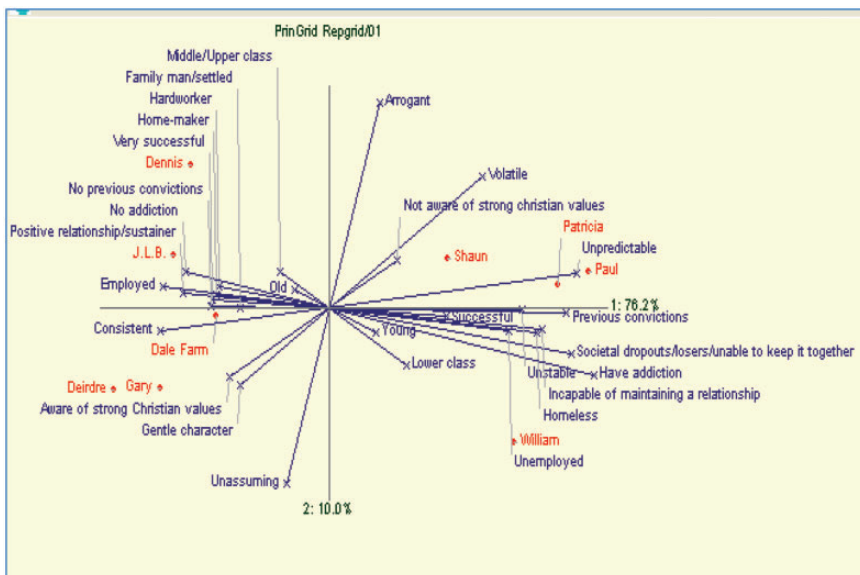 PrinGrid Repgrid/01
Middle/Upper class
Family man/settled
Hardworker
Arrogant
Home-maker
Very successful
Dennis
Volatile
No previous convictions
Not aware of strong christian values
No addiction
Patricia
Positive relationship/sustainer
Unpredictable
J.L.B.
Shaun
Paul
Employed
Old
1: 76.2%
Successful
Previous convictions
Consistent
Young
Dale Farm
Societal dropouts/losers/unable to keep it together
Lower class
Unstable
Have addiction
Deirdre
Gary
Incapable of maintaining a relationship
Aware of strong Christian values
Homeless
Gentle character
William
Unemployed
Unassuming
2: 10.0%